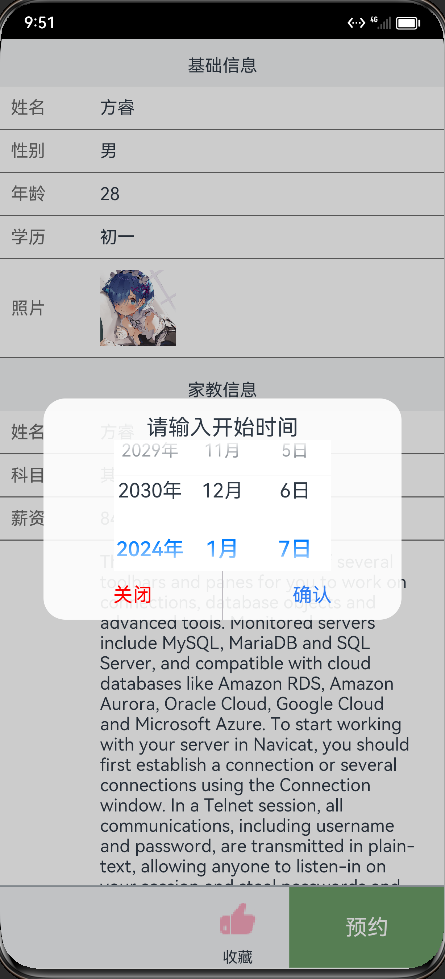 9:51
4G
基础信息
姓名 方睿
性别 男
年龄 28
学历 初一
照片
家教信息
请输入开始时间
姓名 方睿
2029年 11月 5日
科目 其
2030年 12月 6日
薪资 84
2024年 1月 7日
several
toolbars and panes for you to work on
关闭 确认
connections, database objects and
advanced tools. Monitored servers
include MySQL, MariaDB and SQL
Server, and compatible with cloud
databases like Amazon RDS, Amazon
Aurora, Oracle Cloud, Google Cloud
and Microsoft Azure. To start working
with your server in Navicat, you should
first establish a connection or several
connections using the Connection
window. In a Telnet session, all
communications, including username
and password, are transmitted in plain-
text, allowing anyone to listen-in on
your session and steal passwords and
收藏
预约